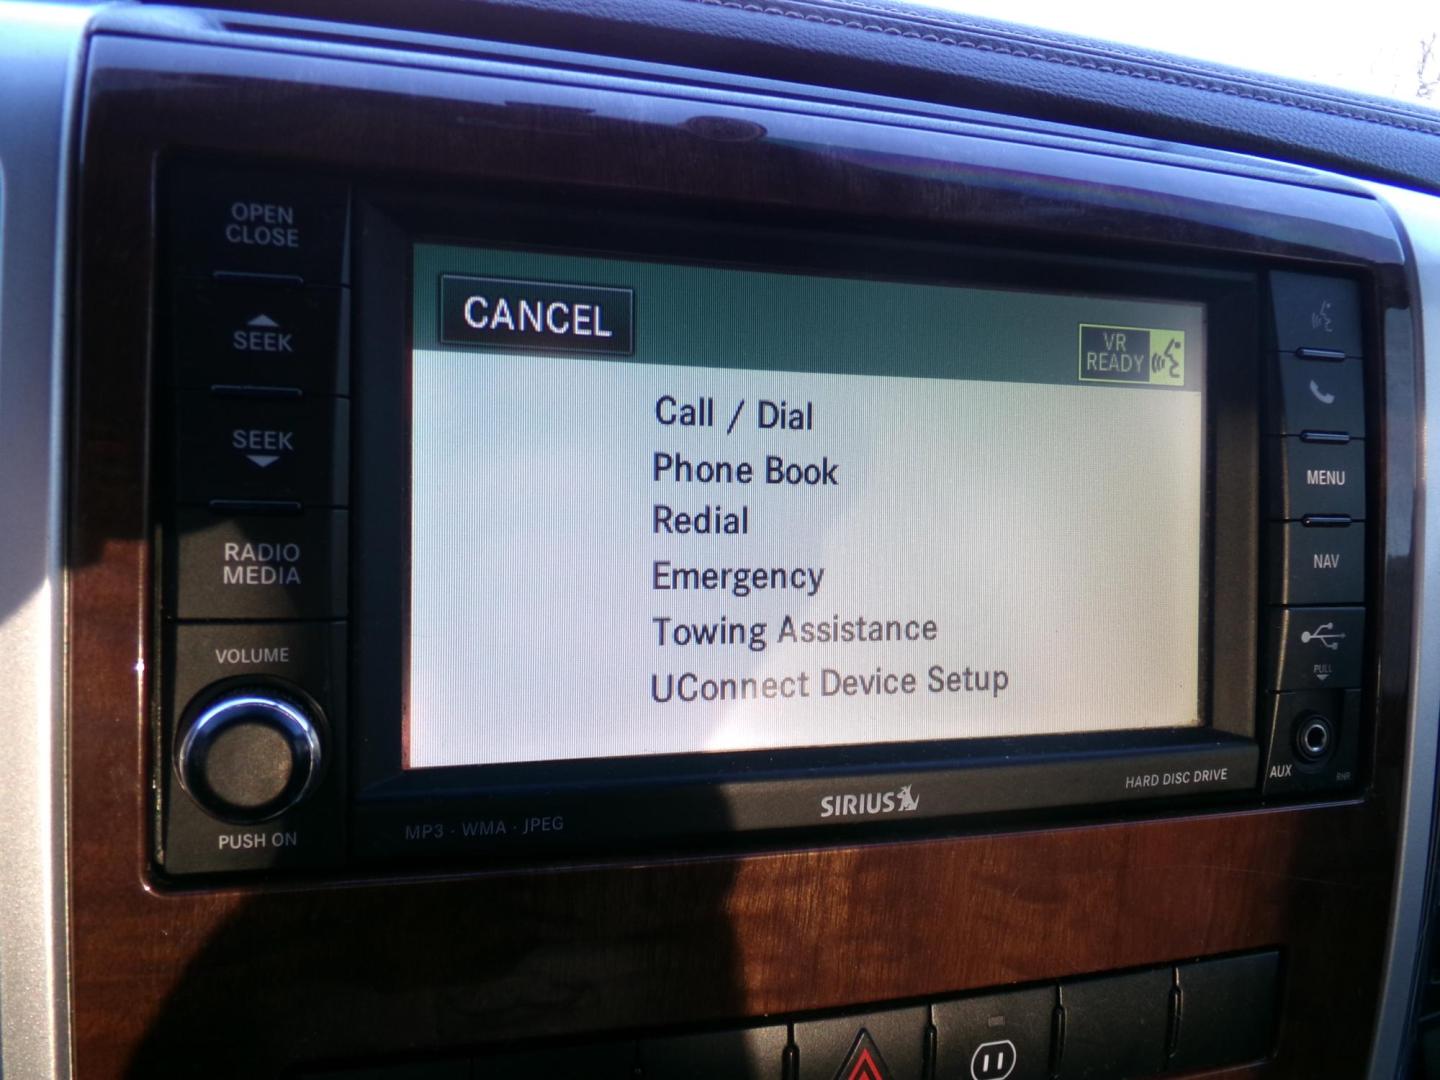 OPEN
CLOSE
SEEK
SEEK
RADIO
MEDIA
VOLUME
PUSH ON
CANCEL
VR
READY
Call / Dial
Phone Book
Redial
Emergency
Towing Assistance
UConnect Device Setup
MP3 · WMA · JPEG
SIRIUS
HARD DISC DRIVE
MENU
NAV
PULL
AUX
RHR